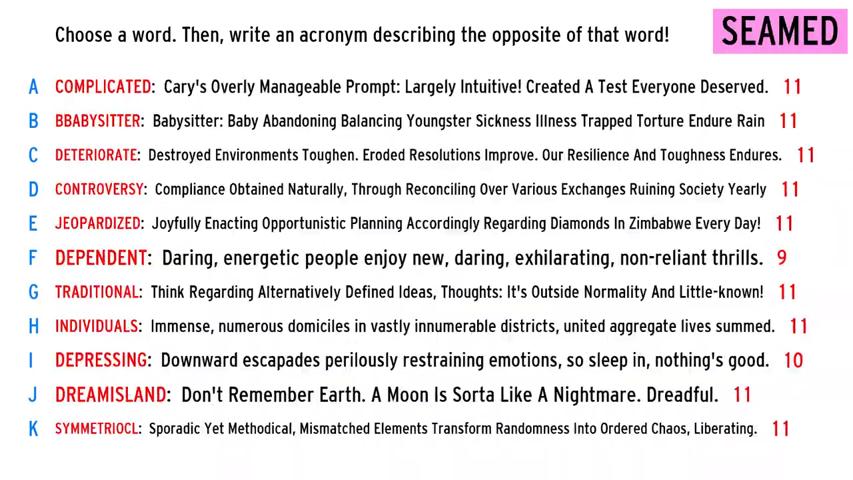 Choose a word. Then, write an acronym describing the opposite of that word!
SEAMED
A COMPLICATED: Cary's Overly Manageable Prompt: Largely Intuitive! Created A Test Everyone Deserved. 11
B BBABYSITTER: Babysitter: Baby Abandoning Balancing Youngster Sickness Illness Trapped Torture Endure Rain 11
C DETERIORATE: Destroyed Environments Toughen. Eroded Resolutions Improve. Our Resilience And Toughness Endures. 11
D CONTROVERSY: Compliance Obtained Naturally, Through Reconciling Over Various Exchanges Ruining Society Yearly 11
E JEOPARDIZED: Joyfully Enacting Opportunistic Planning Accordingly Regarding Diamonds In Zimbabwe Every Day! 11
F DEPENDENT: Daring, energetic people enjoy new, daring, exhilarating, non-reliant thrills. 9
G TRADITIONAL: Think Regarding Alternatively Defined Ideas, Thoughts: It's Outside Normality And Little-known! 11
H INDIVIDUALS: Immense, numerous domiciles in vastly innumerable districts, united aggregate lives summed. 11
I DEPRESSING: Downward escapades perilously restraining emotions, so sleep in, nothing's good. 10
J DREAMISLAND: Don't Remember Earth. A Moon Is Sorta Like A Nightmare. Dreadful. 11
K SYMMETRIOCL: Sporadic Yet Methodical, Mismatched Elements Transform Randomness Into Ordered Chaos, Liberating. 11